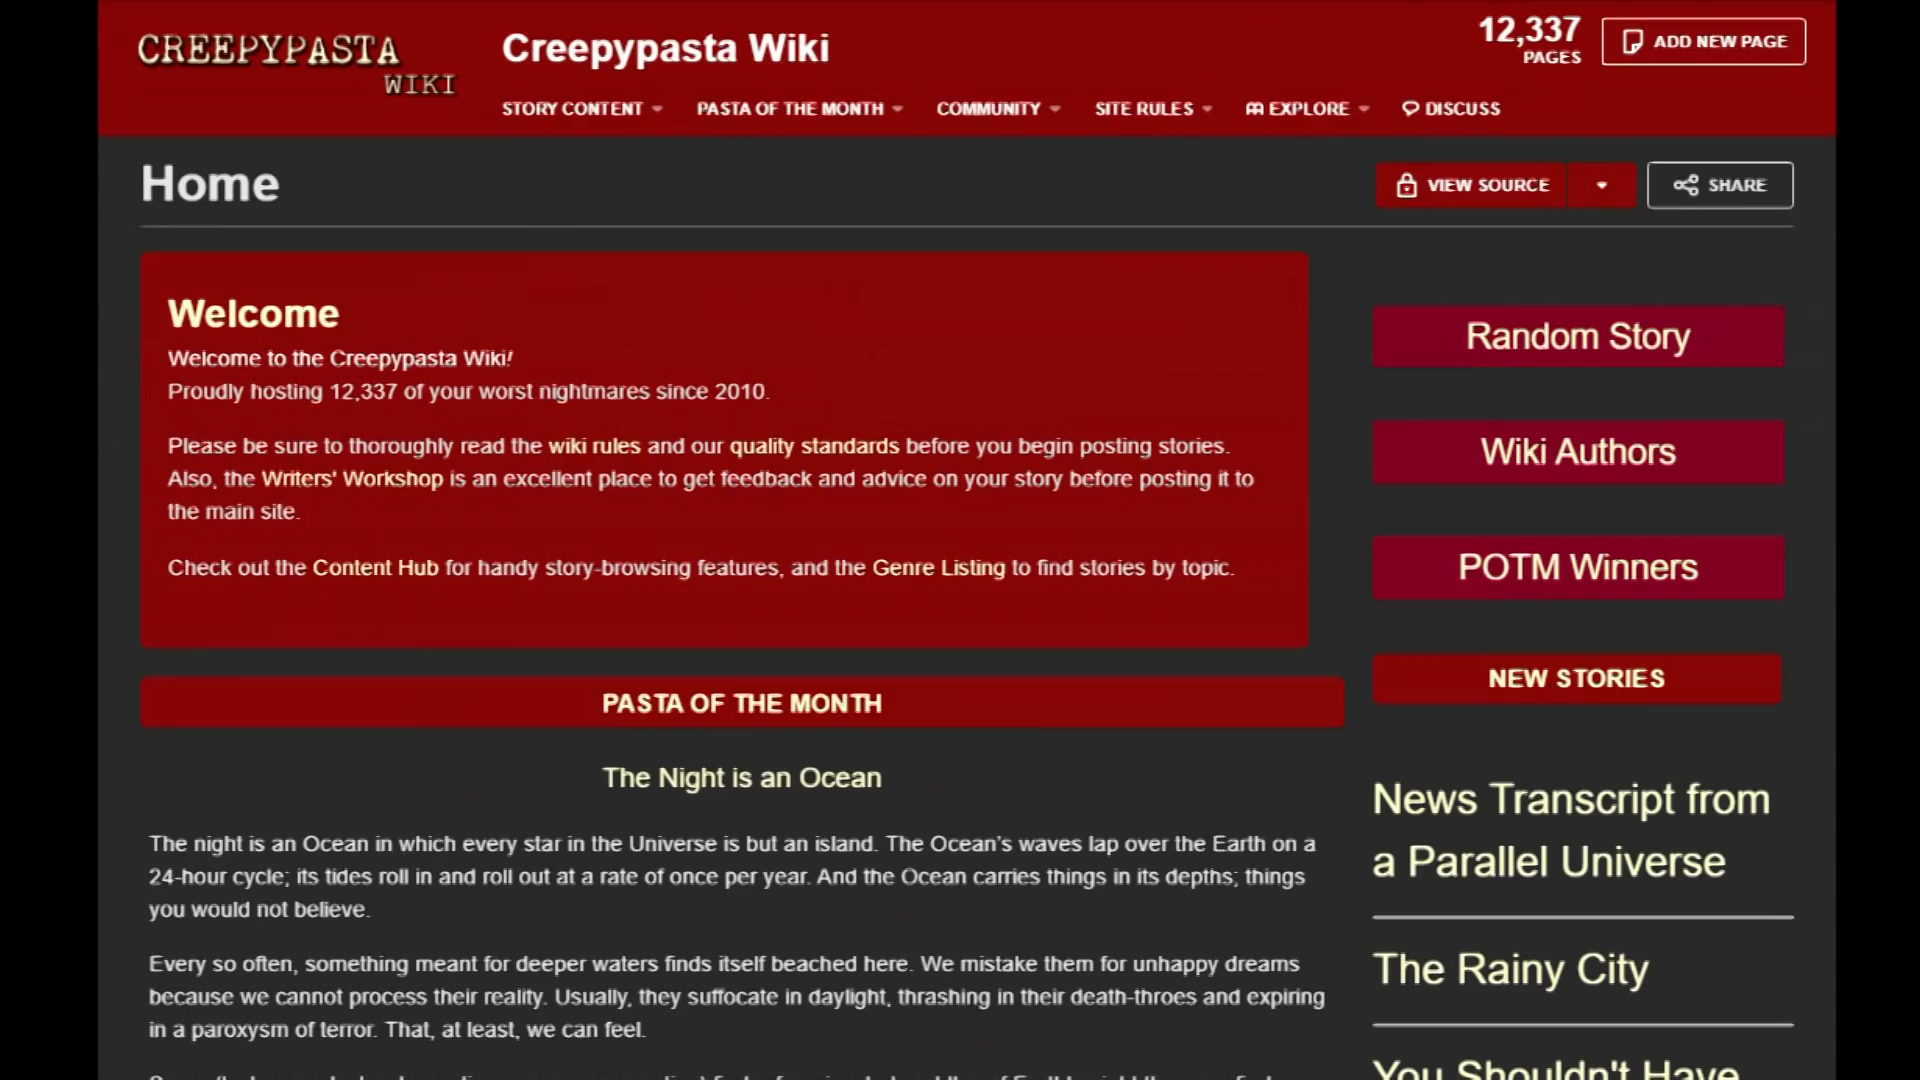 CREEPYPASTA
WIKI
Creepypasta Wiki
12,337
PAGES
ADD NEW PAGE
STORY CONTENT
PASTA OF THE MONTH
COMMUNITY
SITE RULES
EXPLORE
DISCUSS
Home
VIEW SOURCE
SHARE
Welcome
Welcome to the Creepypasta Wiki!
Proudly hosting 12,337 of your worst nightmares since 2010.
Please be sure to thoroughly read the wiki rules and our quality standards before you begin posting stories.
Also, the Writers' Workshop is an excellent place to get feedback and advice on your story before posting it to
the main site.
Check out the Content Hub for handy story-browsing features, and the Genre Listing to find stories by topic.
PASTA OF THE MONTH
The Night is an Ocean
The night is an Ocean in which every star in the Universe is but an island. The Ocean's waves lap over the Earth on a
24-hour cycle; its tides roll in and roll out at a rate of once per year. And the Ocean carries things in its depths; things
you would not believe.
Every so often, something meant for deeper waters finds itself beached here. We mistake them for unhappy dreams
because we cannot process their reality. Usually, they suffocate in daylight, thrashing in their death-throes and expiring
in a paroxysm of terror. That, at least, we can feel.
Random Story
Wiki Authors
POTM Winners
NEW STORIES
News Transcript from
a Parallel Universe
The Rainy City
You Shouldn't Have